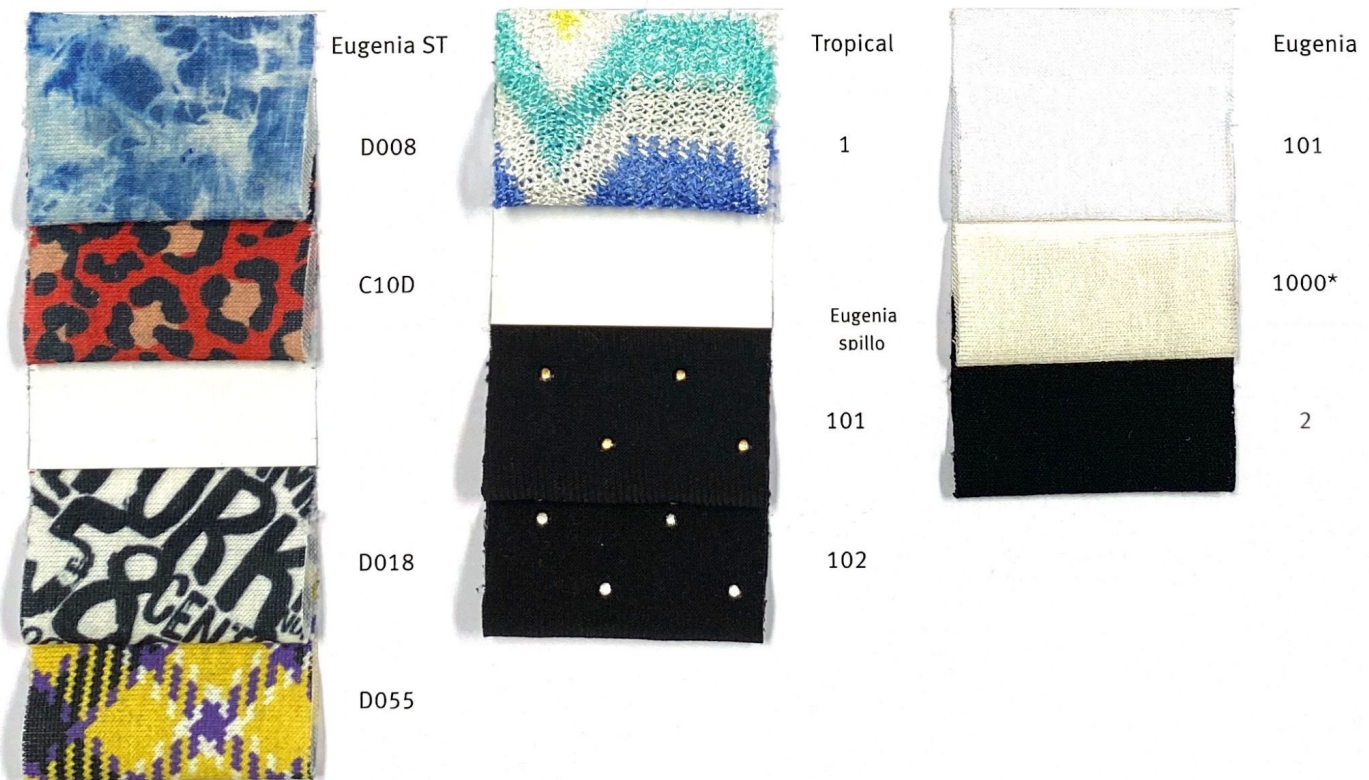 Eugenia ST
D008
C10D
D018
D055
Tropical
1
Eugenia
spillo
101
102
Eugenia
101
1000*
2